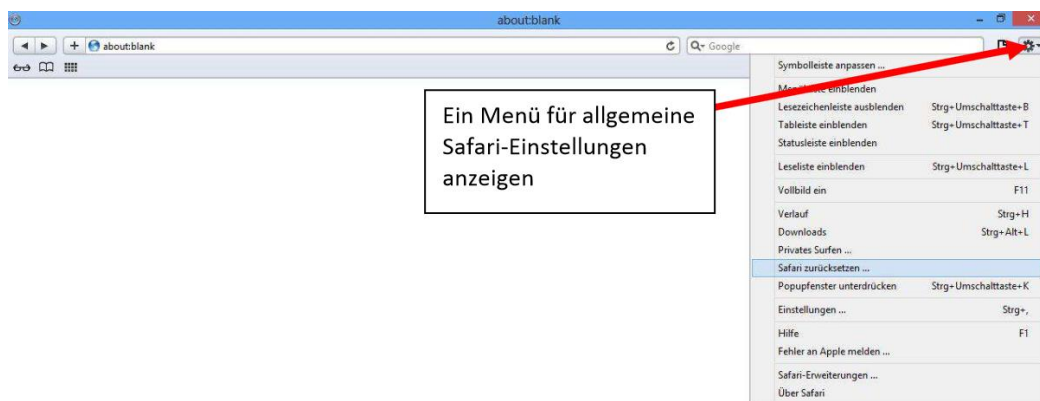 about:blank
about:blank
Google
Symbolleiste anpassen ...
Menüleiste einblenden
Lesezeichenleiste ausblenden Strg+Umschalttaste+B
Tableiste einblenden Strg+Umschalttaste+T
Statusleiste einblenden
Leseliste einblenden Strg+Umschalttaste+L
Vollbild ein F11
Verlauf Strg+H
Downloads Strg+Alt+L
Privates Surfen ...
Safari zurücksetzen ...
Popupfenster unterdrücken Strg+Umschalttaste+K
Einstellungen ... Strg+,
Hilfe F1
Fehler an Apple melden ...
Safari-Erweiterungen ...
Über Safari
Ein Menü für allgemeine
Safari-Einstellungen
anzeigen